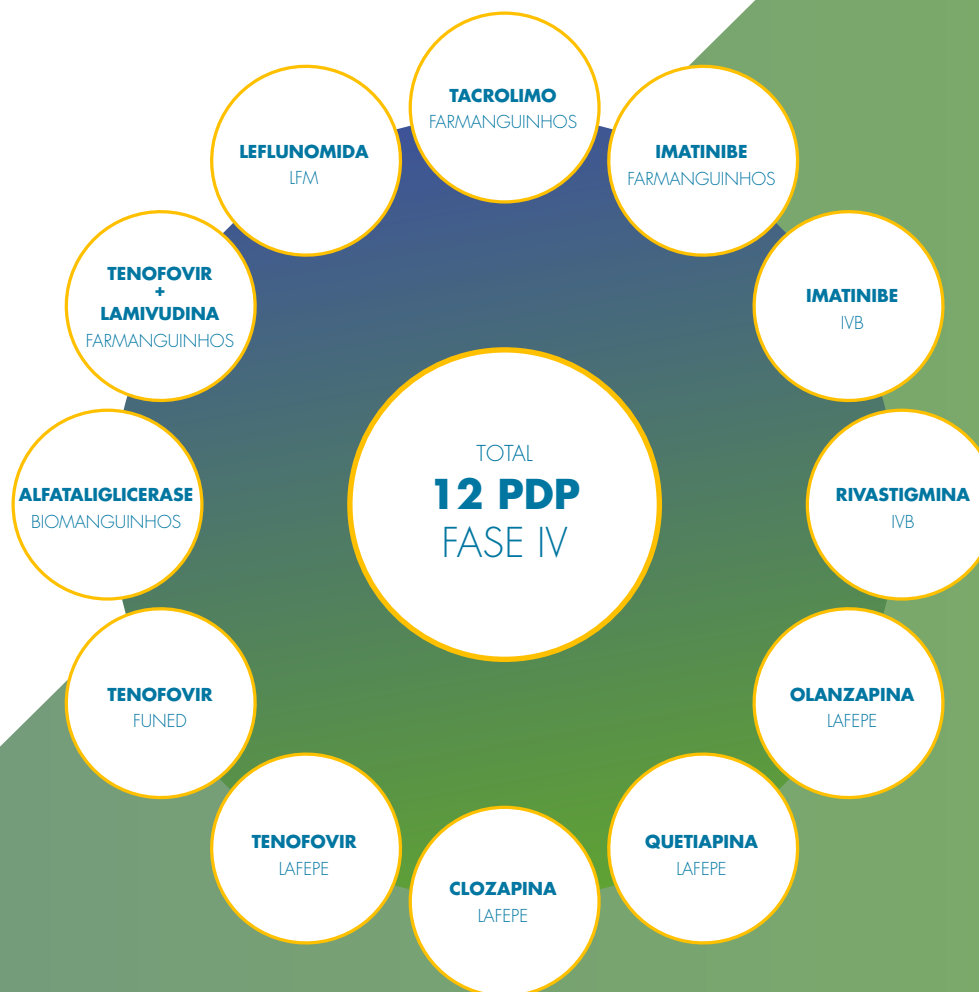 TACROLIMO
FARMANGUINHOS
IMATINIBE
FARMANGUINHOS
IMATINIBE
IVB
RIVASTIGMINA
IVB
OLANZAPINA
LAFEPE
QUETIAPINA
LAFEPE
CLOZAPINA
LAFEPE
TENOFOVIR
LAFEPE
TENOFOVIR
FUNED
ALFATALIGLICERASE
BIOMANGUINHOS
TENOFOVIR
+
LAMIVUDINA
FARMANGUINHOS
LEFLUNOMIDA
LFM
TOTAL
12 PDP
FASE IV